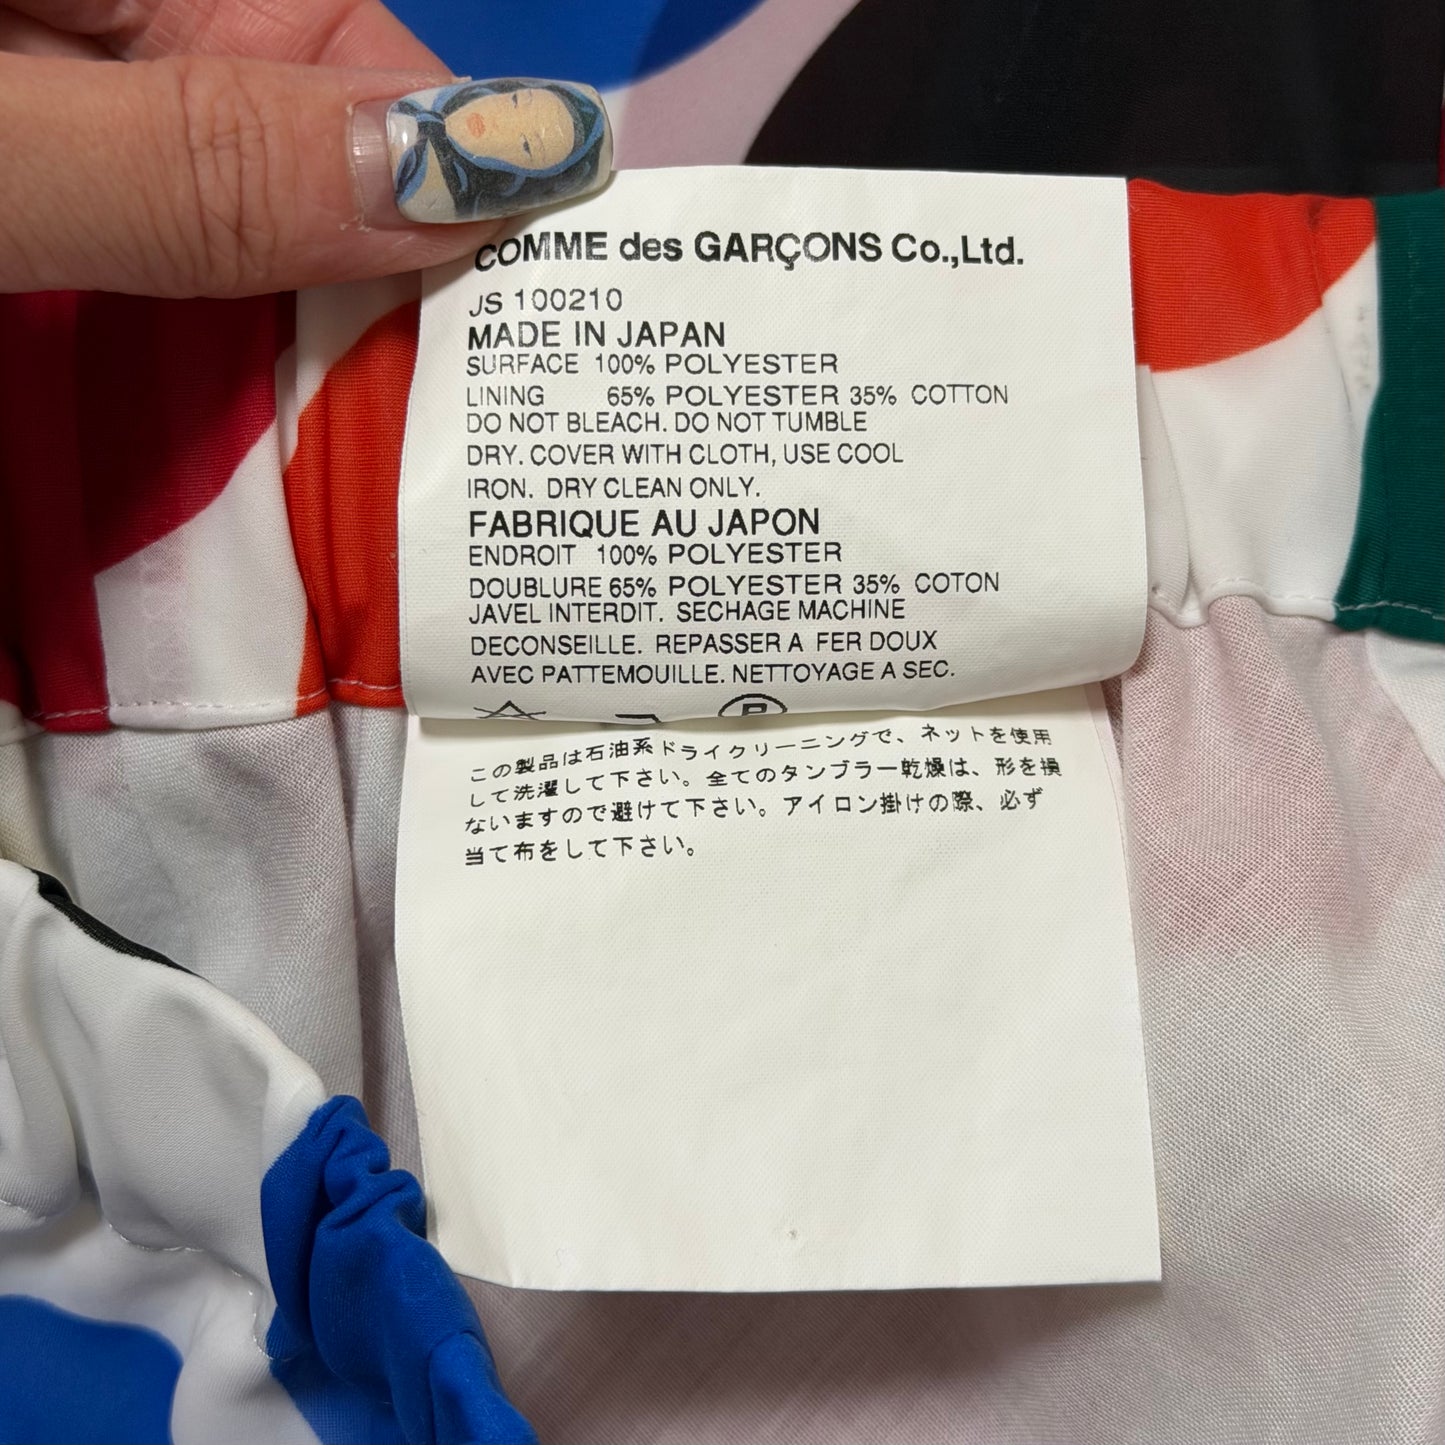 COMME des GARÇONS Co.,Ltd.
JS 100210
MADE IN JAPAN
SURFACE 100% POLYESTER
LINING 65% POLYESTER 35% COTTON
DO NOT BLEACH. DO NOT TUMBLE
DRY. COVER WITH CLOTH, USE COOL
IRON. DRY CLEAN ONLY.
FABRIQUE AU JAPON
ENDROIT 100% POLYESTER
DOUBLURE 65% POLYESTER 35% COTON
JAVEL INTERDIT. SECHAGE MACHINE
DECONSEILLE. REPASSER A FER DOUX
AVEC PATTEMOUILLE. NETTOYAGE A SEC.
P
この製品は石油系ドライクリーニングで、ネットを使用
して洗濯して下さい。全てのタンブラー乾燥は、形を損
ないますので避けて下さい。アイロン掛けの際、必ず
当て布をして下さい。